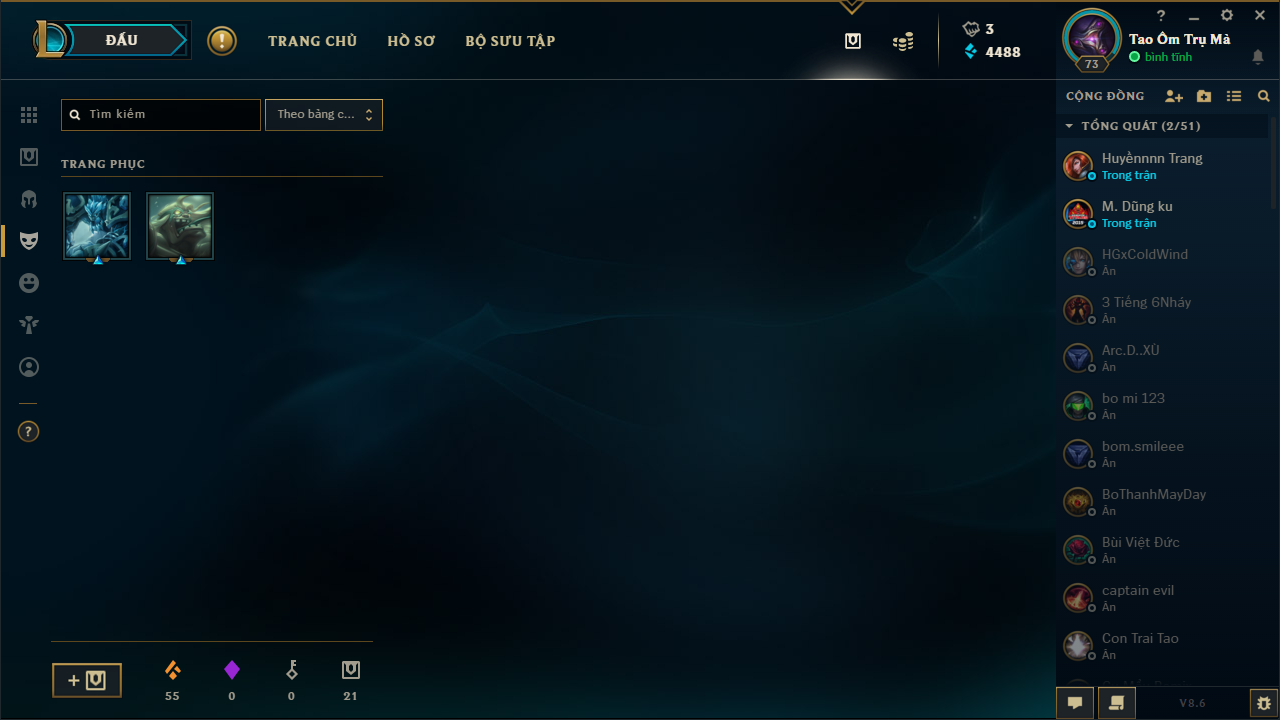 ĐẤU
TRANG CHỦ
HỒ SƠ
BỘ SƯU TẬP
3
4488
73
Tao Ôm Trụ Mà
bình tĩnh
Tìm kiếm
Theo bảng c...
TRANG PHỤC
CỘNG ĐỒNG
TỔNG QUÁT (2/51)
Huyềnnnn Trang
Trong trận
M. Dũng ku
Trong trận
HGxColdWind
Ẩn
3 Tiếng 6Nháy
Ẩn
Arc.D..XÙ
Ẩn
bo mi 123
Ẩn
bom.smileee
Ẩn
BoThanhMayDay
Ẩn
Bùi Việt Đức
Ẩn
captain evil
Ẩn
Con Trai Tao
Ẩn
55
0
0
21
V8.6